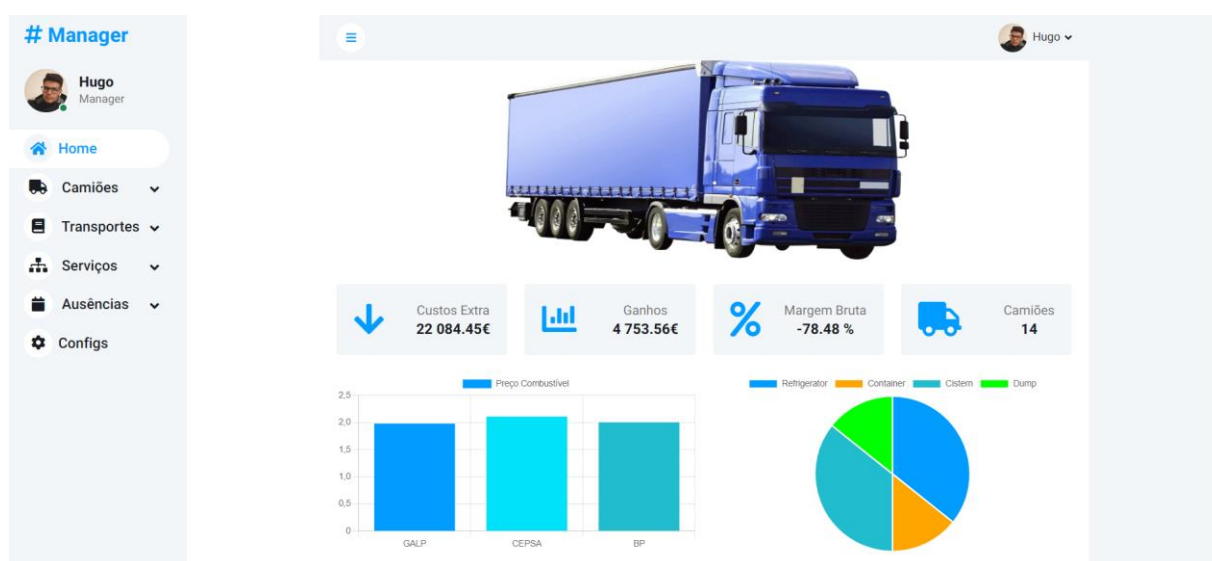 # Manager
Hugo
Manager
Home
Camiões
Transportes
Serviços
Ausências
Configs
Hugo
Custos Extra
22 084.45€
Ganhos
4 753.56€
Margem Bruta
-78.48 %
Camiões
14
Preço Combustível
2,5
2,0
1,5
1,0
0,5
0
GALP CEPSA BP
Refrigerator Container Cistern Dump